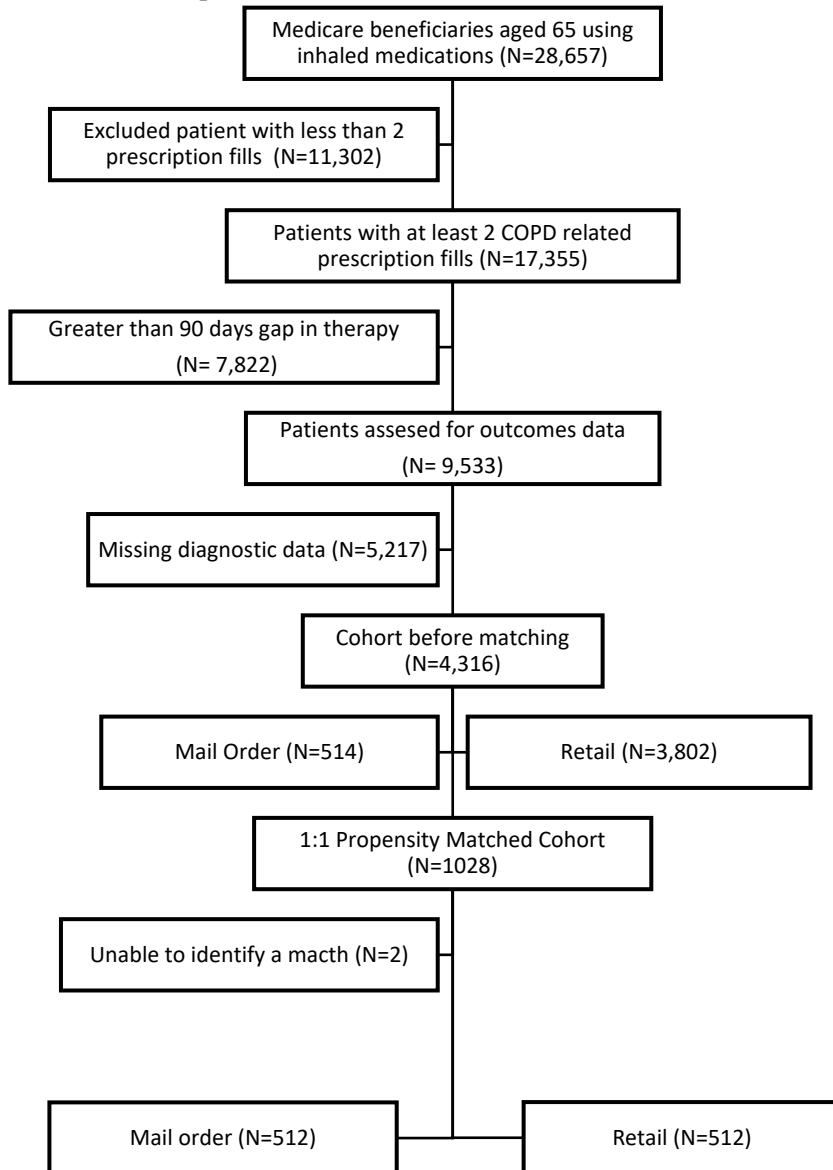 Medicare beneficiaries aged 65 using
inhaled medications (N=28,657)
Excluded patient with less than 2
prescription fills (N=11,302)
Patients with at least 2 COPD related
prescription fills (N=17,355)
Greater than 90 days gap in therapy
(N= 7,822)
Patients assesed for outcomes data
(N= 9,533)
Missing diagnostic data (N=5,217)
Cohort before matching
(N=4,316)
Mail Order (N=514)
Retail (N=3,802)
1:1 Propensity Matched Cohort
(N=1028)
Unable to identify a macth (N=2)
Mail order (N=512)
Retail (N=512)